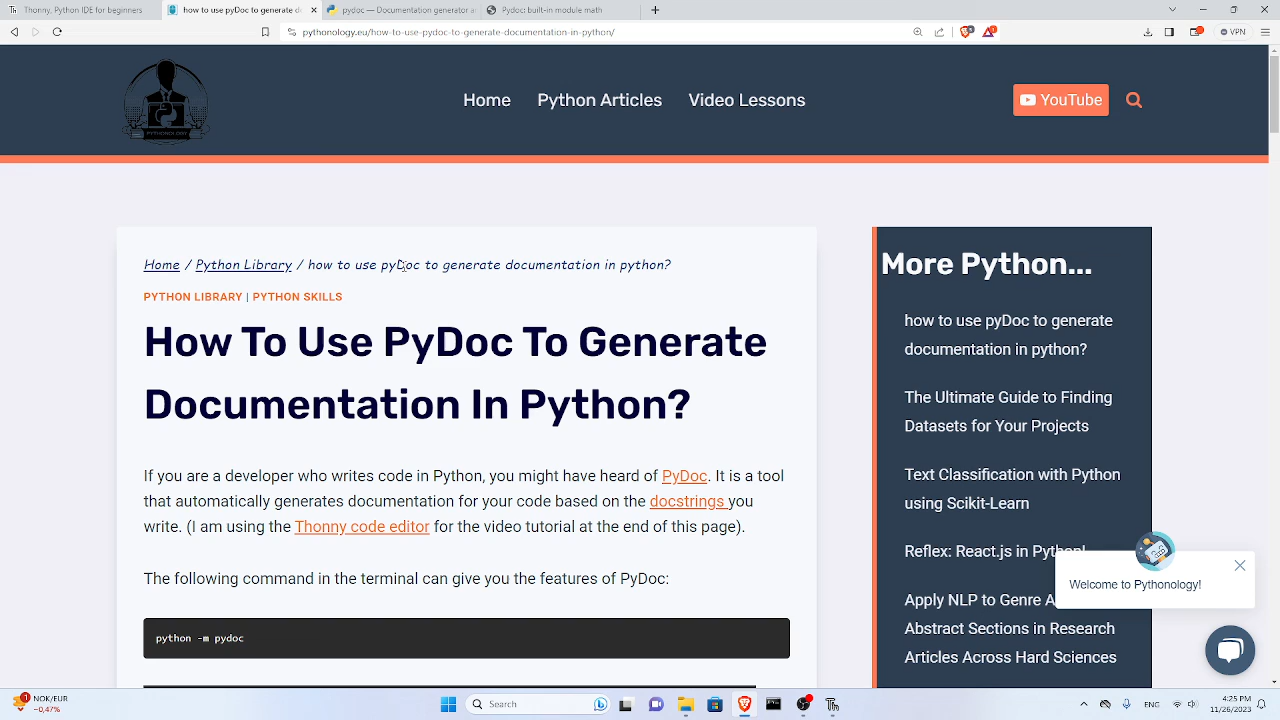 Thonny, Python IDE for beginners
how to use pyDoc to generate do
pydoc — Documentation generator a
Pydoc: built-in module math
pythonology.eu/how-to-use-pydoc-to-generate-documentation-in-python/
VPN
PYTHONOLOGY
Home
Python Articles
Video Lessons
YouTube
Home / Python Library / how to use pyDoc to generate documentation in python?
PYTHON LIBRARY | PYTHON SKILLS
How To Use PyDoc To Generate
Documentation In Python?
If you are a developer who writes code in Python, you might have heard of PyDoc. It is a tool
that automatically generates documentation for your code based on the docstrings you
write. (I am using the Thonny code editor for the video tutorial at the end of this page).
The following command in the terminal can give you the features of PyDoc:
python -m pydoc
More Python...
how to use pyDoc to generate
documentation in python?
The Ultimate Guide to Finding
Datasets for Your Projects
Text Classification with Python
using Scikit-Learn
Reflex: React.js in Python!
Apply NLP to Genre A
Abstract Sections in Research
Articles Across Hard Sciences
Welcome to Pythonology!
NOK/EUR
-0,47%
Search
ENG
4:25 PM
11/26/2023